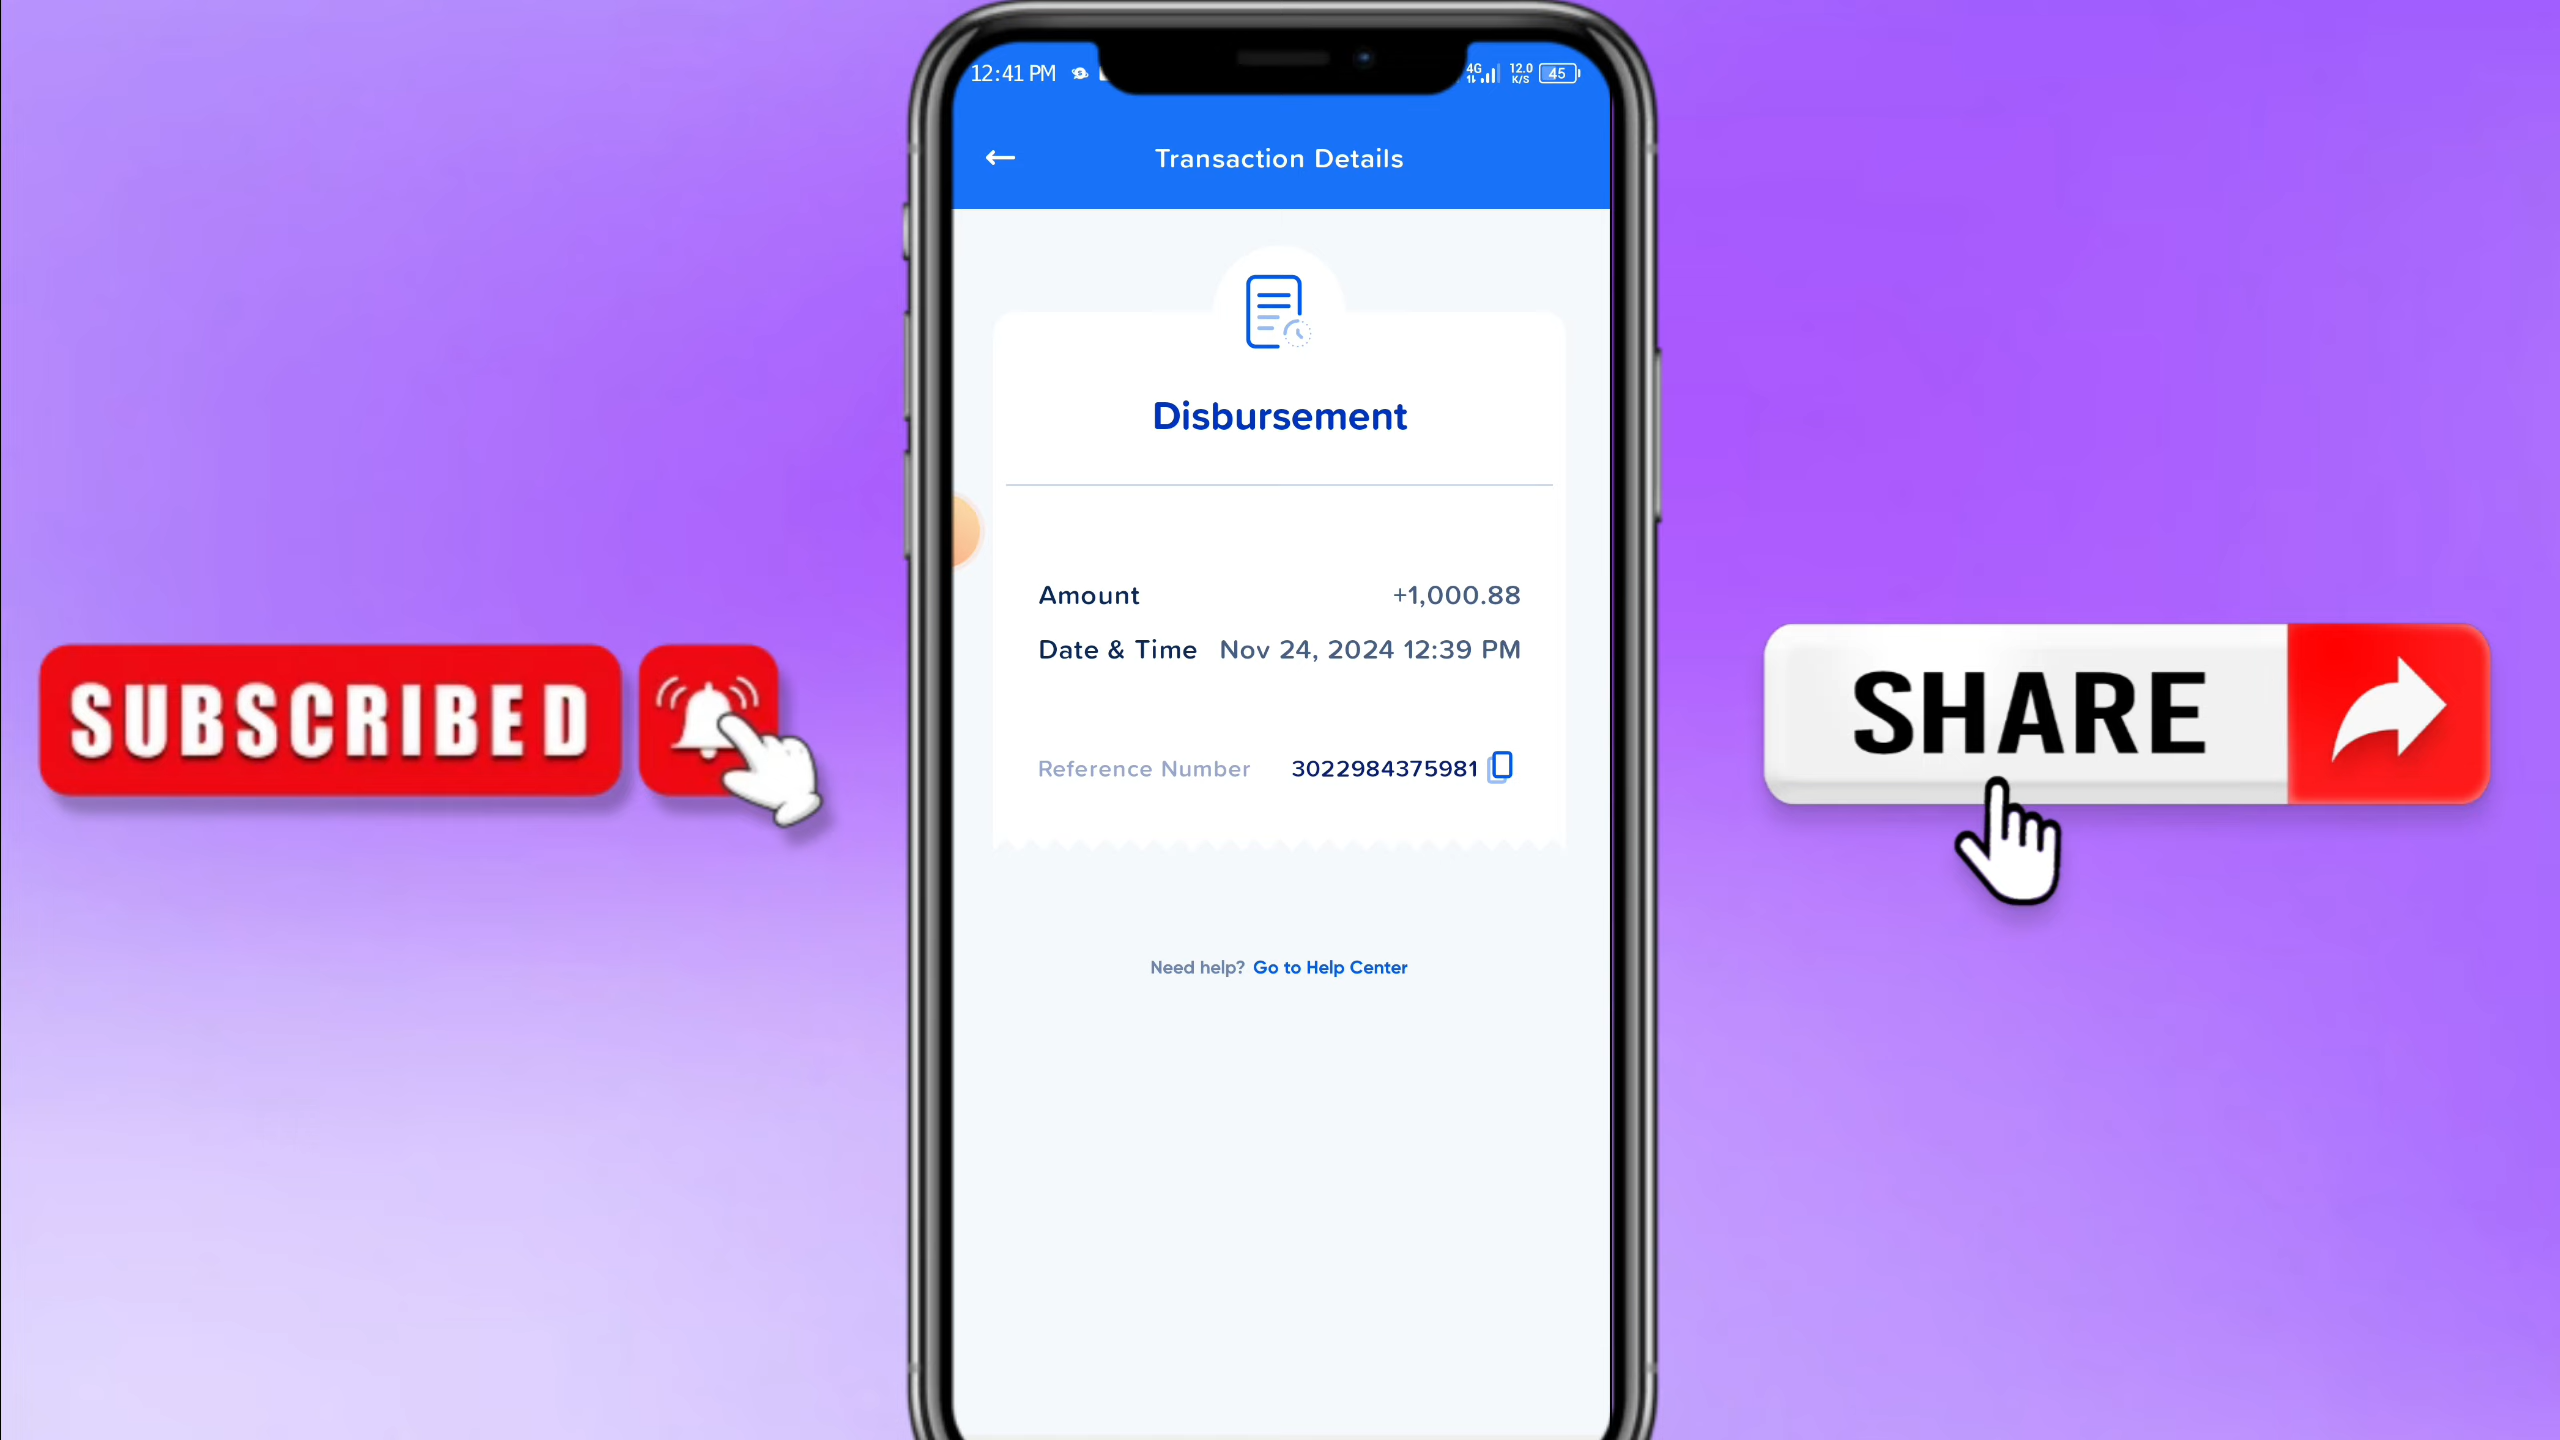 12:41 PM
4G
12.0
K/S
45
Transaction Details
Disbursement
Amount +1,000.88
Date & Time Nov 24, 2024 12:39 PM
Reference Number 3022984375981
Need help? Go to Help Center
SUBSCRIBED
SHARE